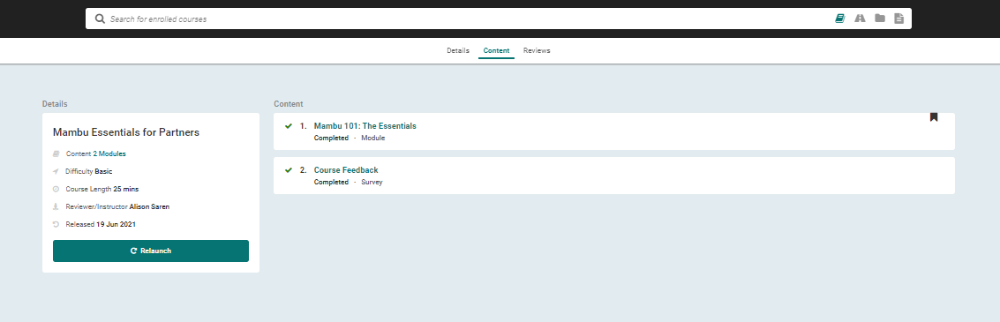 Search for enrolled courses
Details Content Reviews
Details
Mambu Essentials for Partners
Content 2 Modules
Difficulty Basic
Course Length 25 mins
Reviewer/Instructor Alison Saren
Released 19 Jun 2021
Relaunch
Content
1. Mambu 101: The Essentials
Completed - Module
2. Course Feedback
Completed - Survey